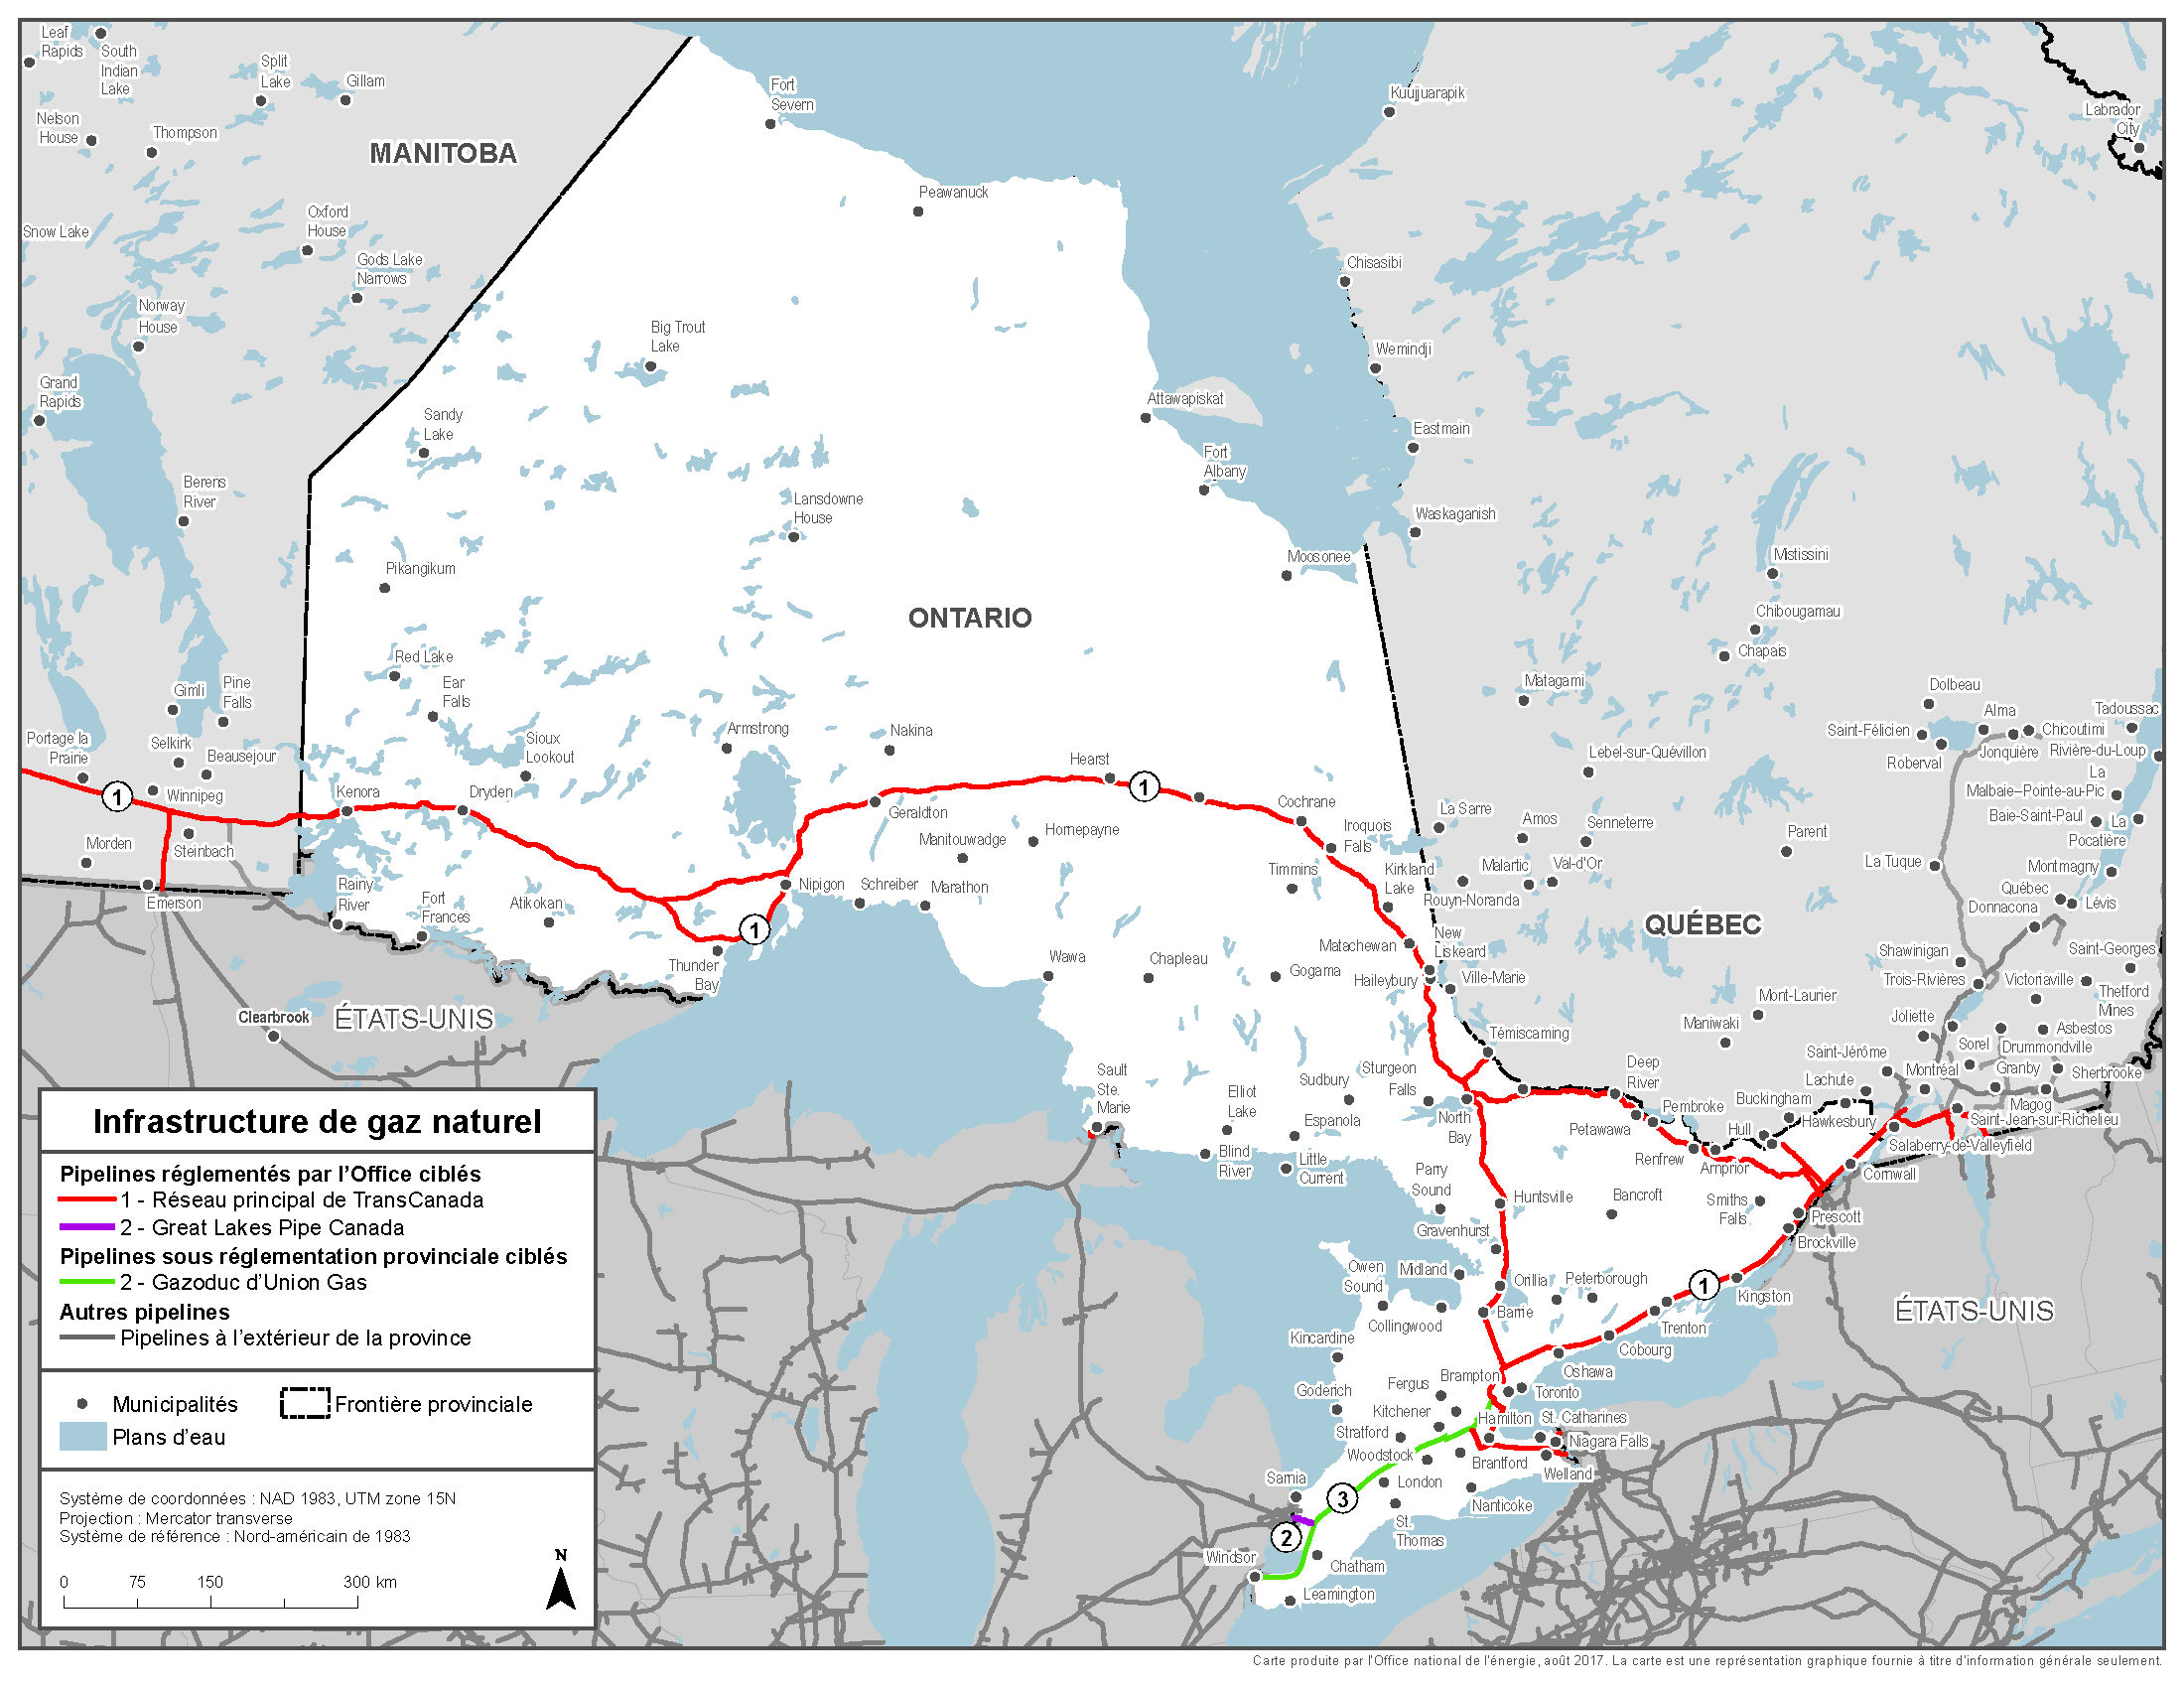 Leaf
Rapids
South
Indian
Lake
Split
Lake
Gillam
Nelson
House
Thompson
MANITOBA
Fort
Severn
Kuujjuarapik
Labrador
City
Peawanuck
Snow Lake
Oxford
House
Gods Lake
Narrows
Chisasibi
Norway
House
Big Trout
Lake
Wemindji
Grand
Rapids
Sandy
Lake
Attawapiskat
Eastmain
Fort
Albany
Berens
River
Lansdowne
House
Waskaganish
Pikangikum
Moosonee
Mistissini
ONTARIO
Chibougamau
Chapais
Red Lake
Ear
Falls
Gimli
Pine
Falls
Matagami
Dolbeau
Alma
Tadoussac
Saint-Félicien
Chicoutimi
Portage la
Prairie
Selkirk
Beausejour
Sioux
Lookout
Armstrong
Nakina
Hearst
Lebel-sur-Quévillon
Roberval
Jonquière
Rivière-du-Loup
La
Malbaie–Pointe-au-Pic
1
Winnipeg
Kenora
Dryden
1
Geraldton
Cochrane
La Sarre
Amos
Senneterre
Parent
Baie-Saint-Paul
La
Pocatière
Morden
Steinbach
Manitouwadge
Hornepayne
Iroquois
Falls
Timmins
Kirkland
Lake
Malartic
Val-d'Or
La Tuque
Montmagny
Emerson
Rainy
River
Fort
Frances
Atikokan
Nipigon
Schreiber
Marathon
Rouyn-Noranda
Québec
Lévis
Donnacona
1
QUÉBEC
Thunder
Bay
Wawa
Chapleau
Gogama
Matachewan
New
Liskeard
Haileybury
Ville-Marie
Shawinigan
Saint-Georges
Trois-Rivières
Victoriaville
Thetford
Mines
Clearbrook
ÉTATS-UNIS
Mont-Laurier
Maniwaki
Joliette
Asbestos
Témiscaming
Sorel
Drummondville
Saint-Jérôme
Sault
Ste.
Marie
Elliot
Lake
Sudbury
Sturgeon
Falls
Deep
River
Lachute
Montréal
Granby
Sherbrooke
Espanola
North
Bay
Pembroke
Buckingham
Magog
Petawawa
Hull
Hawkesbury
Saint-Jean-sur-Richelieu
Blind
River
Little
Current
Renfrew
Arnprior
Salaberry-de-Valleyfield
Cornwall
Parry
Sound
Huntsville
Bancroft
Smiths
Falls
Prescott
Gravenhurst
Brockville
Owen
Sound
Midland
Orillia
Peterborough
1
Kingston
ÉTATS-UNIS
Collingwood
Barrie
Trenton
Kincardine
Cobourg
Oshawa
Goderich
Fergus
Brampton
Toronto
Kitchener
Hamilton
St. Catharines
Stratford
Niagara Falls
Woodstock
Brantford
Welland
Sarnia
3
London
Nanticoke
2
St.
Thomas
Windsor
Chatham
Leamington
Infrastructure de gaz naturel
Pipelines réglementés par l'Office ciblés
1 - Réseau principal de TransCanada
2 - Great Lakes Pipe Canada
Pipelines sous réglementation provinciale ciblés
2 - Gazoduc d'Union Gas
Autres pipelines
Pipelines à l'extérieur de la province
Municipalités
Frontière provinciale
Plans d'eau
Système de coordonnées : NAD 1983, UTM zone 15N
Projection : Mercator transverse
Système de référence : Nord-américain de 1983
N
0 75 150 300 km
Carte produite par l'Office national de l'énergie, août 2017. La carte est une représentation graphique fournie à titre d'information générale seulement.